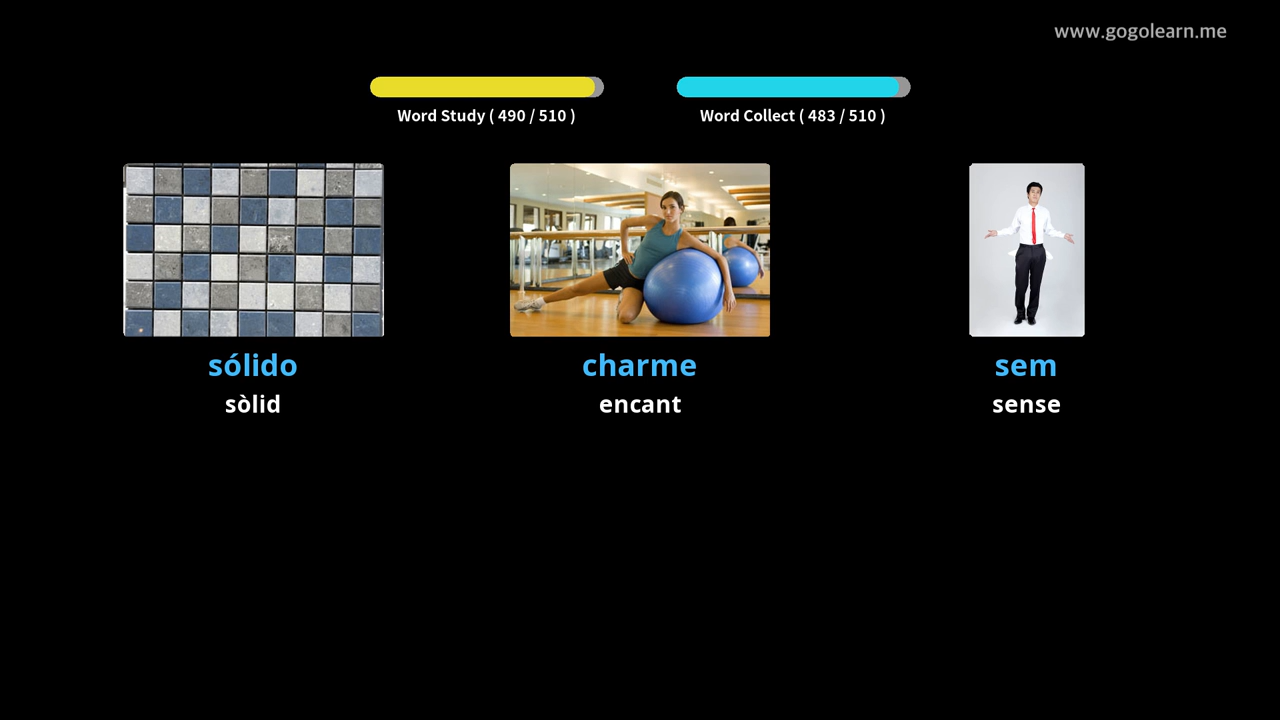 www.gogolearn.me
Word Study ( 490 / 510 )
Word Collect ( 483 / 510 )
sólido
sòlid
charme
encant
sem
sense